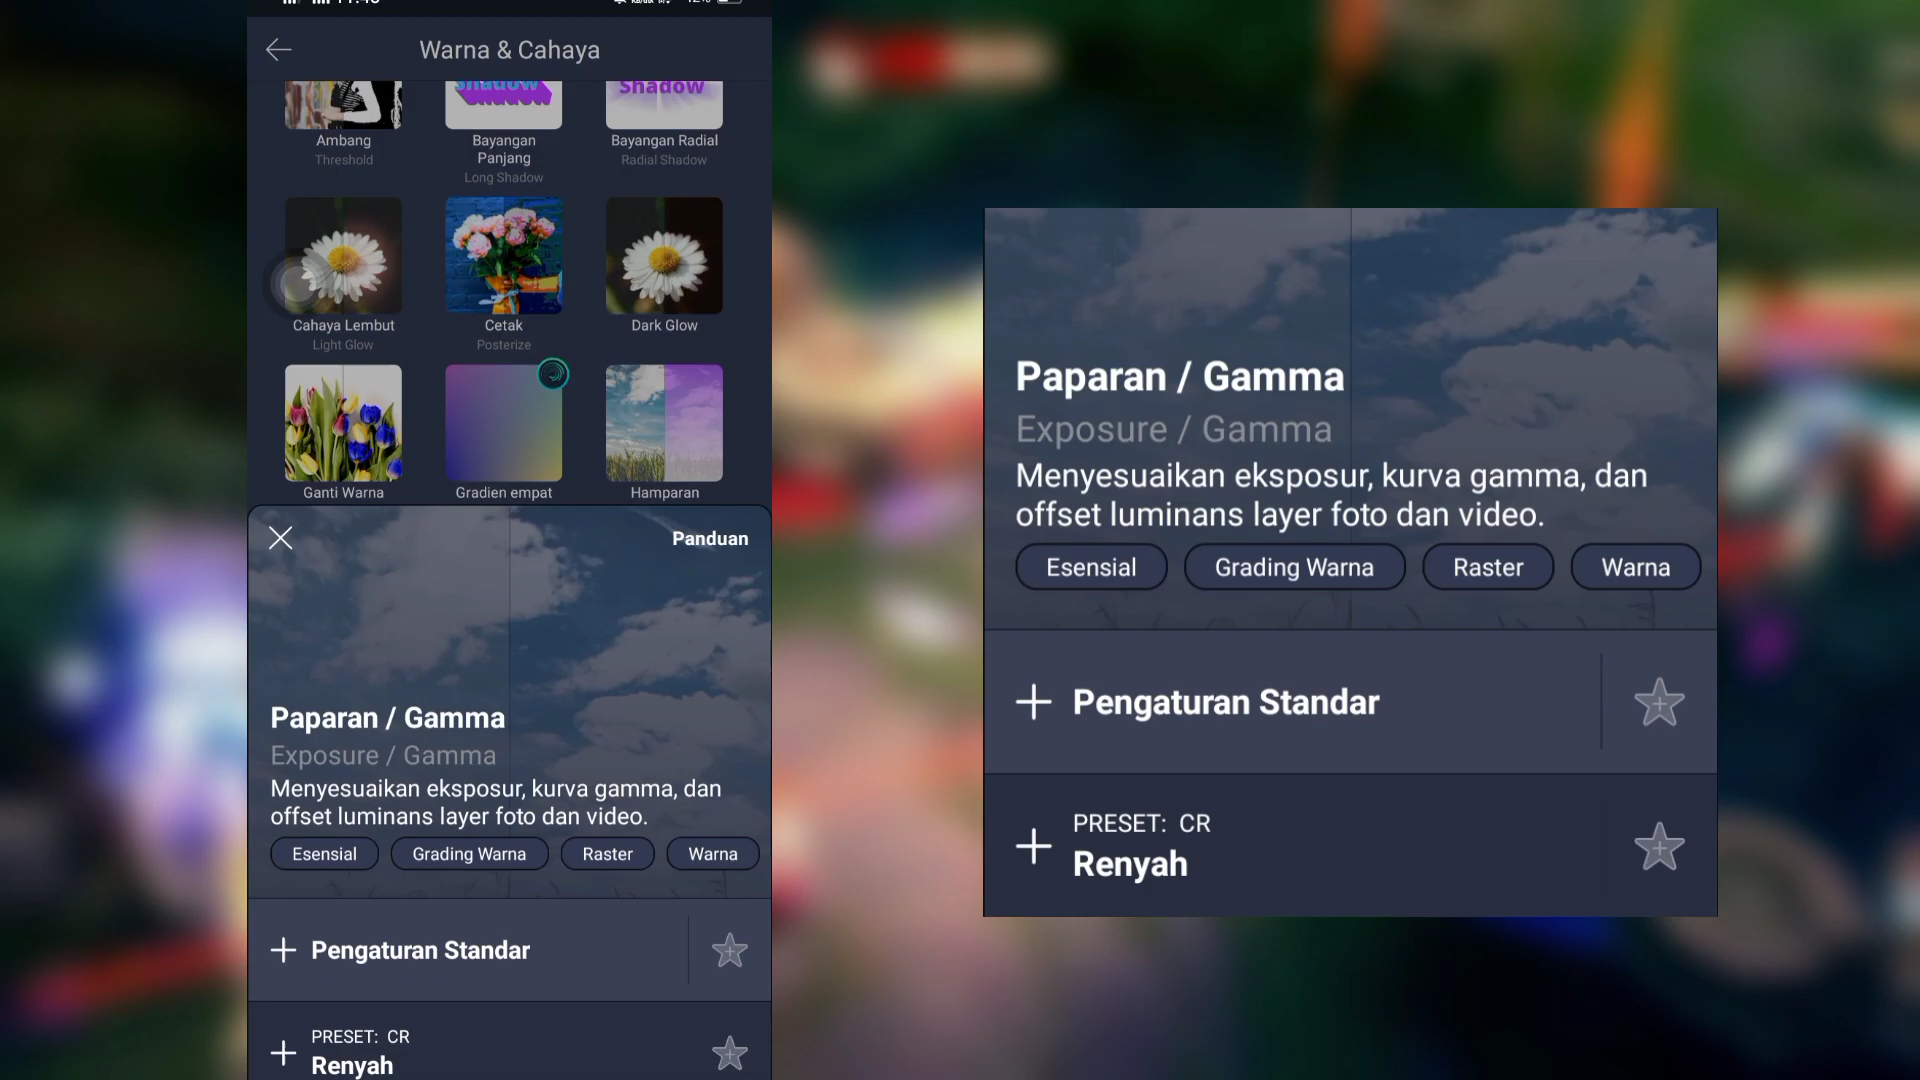 Warna & Cahaya
Shadow
SHADOW
Shadow
Ambang
Threshold
Bayangan
Panjang
Long Shadow
Bayangan Radial
Radial Shadow
Cahaya Lembut
Light Glow
Cetak
Posterize
Dark Glow
Ganti Warna
Gradien empat
Hamparan
Panduan
Paparan / Gamma
Exposure / Gamma
Menyesuaikan eksposur, kurva gamma, dan
offset luminans layer foto dan video.
Esensial
Grading Warna
Raster
Warna
Pengaturan Standar
PRESET: CR
Renyah
Paparan / Gamma
Exposure / Gamma
Menyesuaikan eksposur, kurva gamma, dan
offset luminans layer foto dan video.
Esensial
Grading Warna
Raster
Warna
Pengaturan Standar
PRESET: CR
Renyah